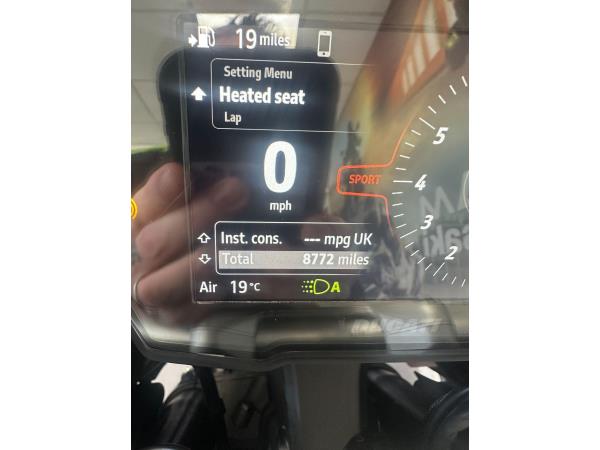 19 miles
Setting Menu
Heated seat
Lap
0
mph
SPORT
5
4
3
2
Inst. cons. --- mpg UK
Total 8772 miles
Air 19 °C
A
DUCATI